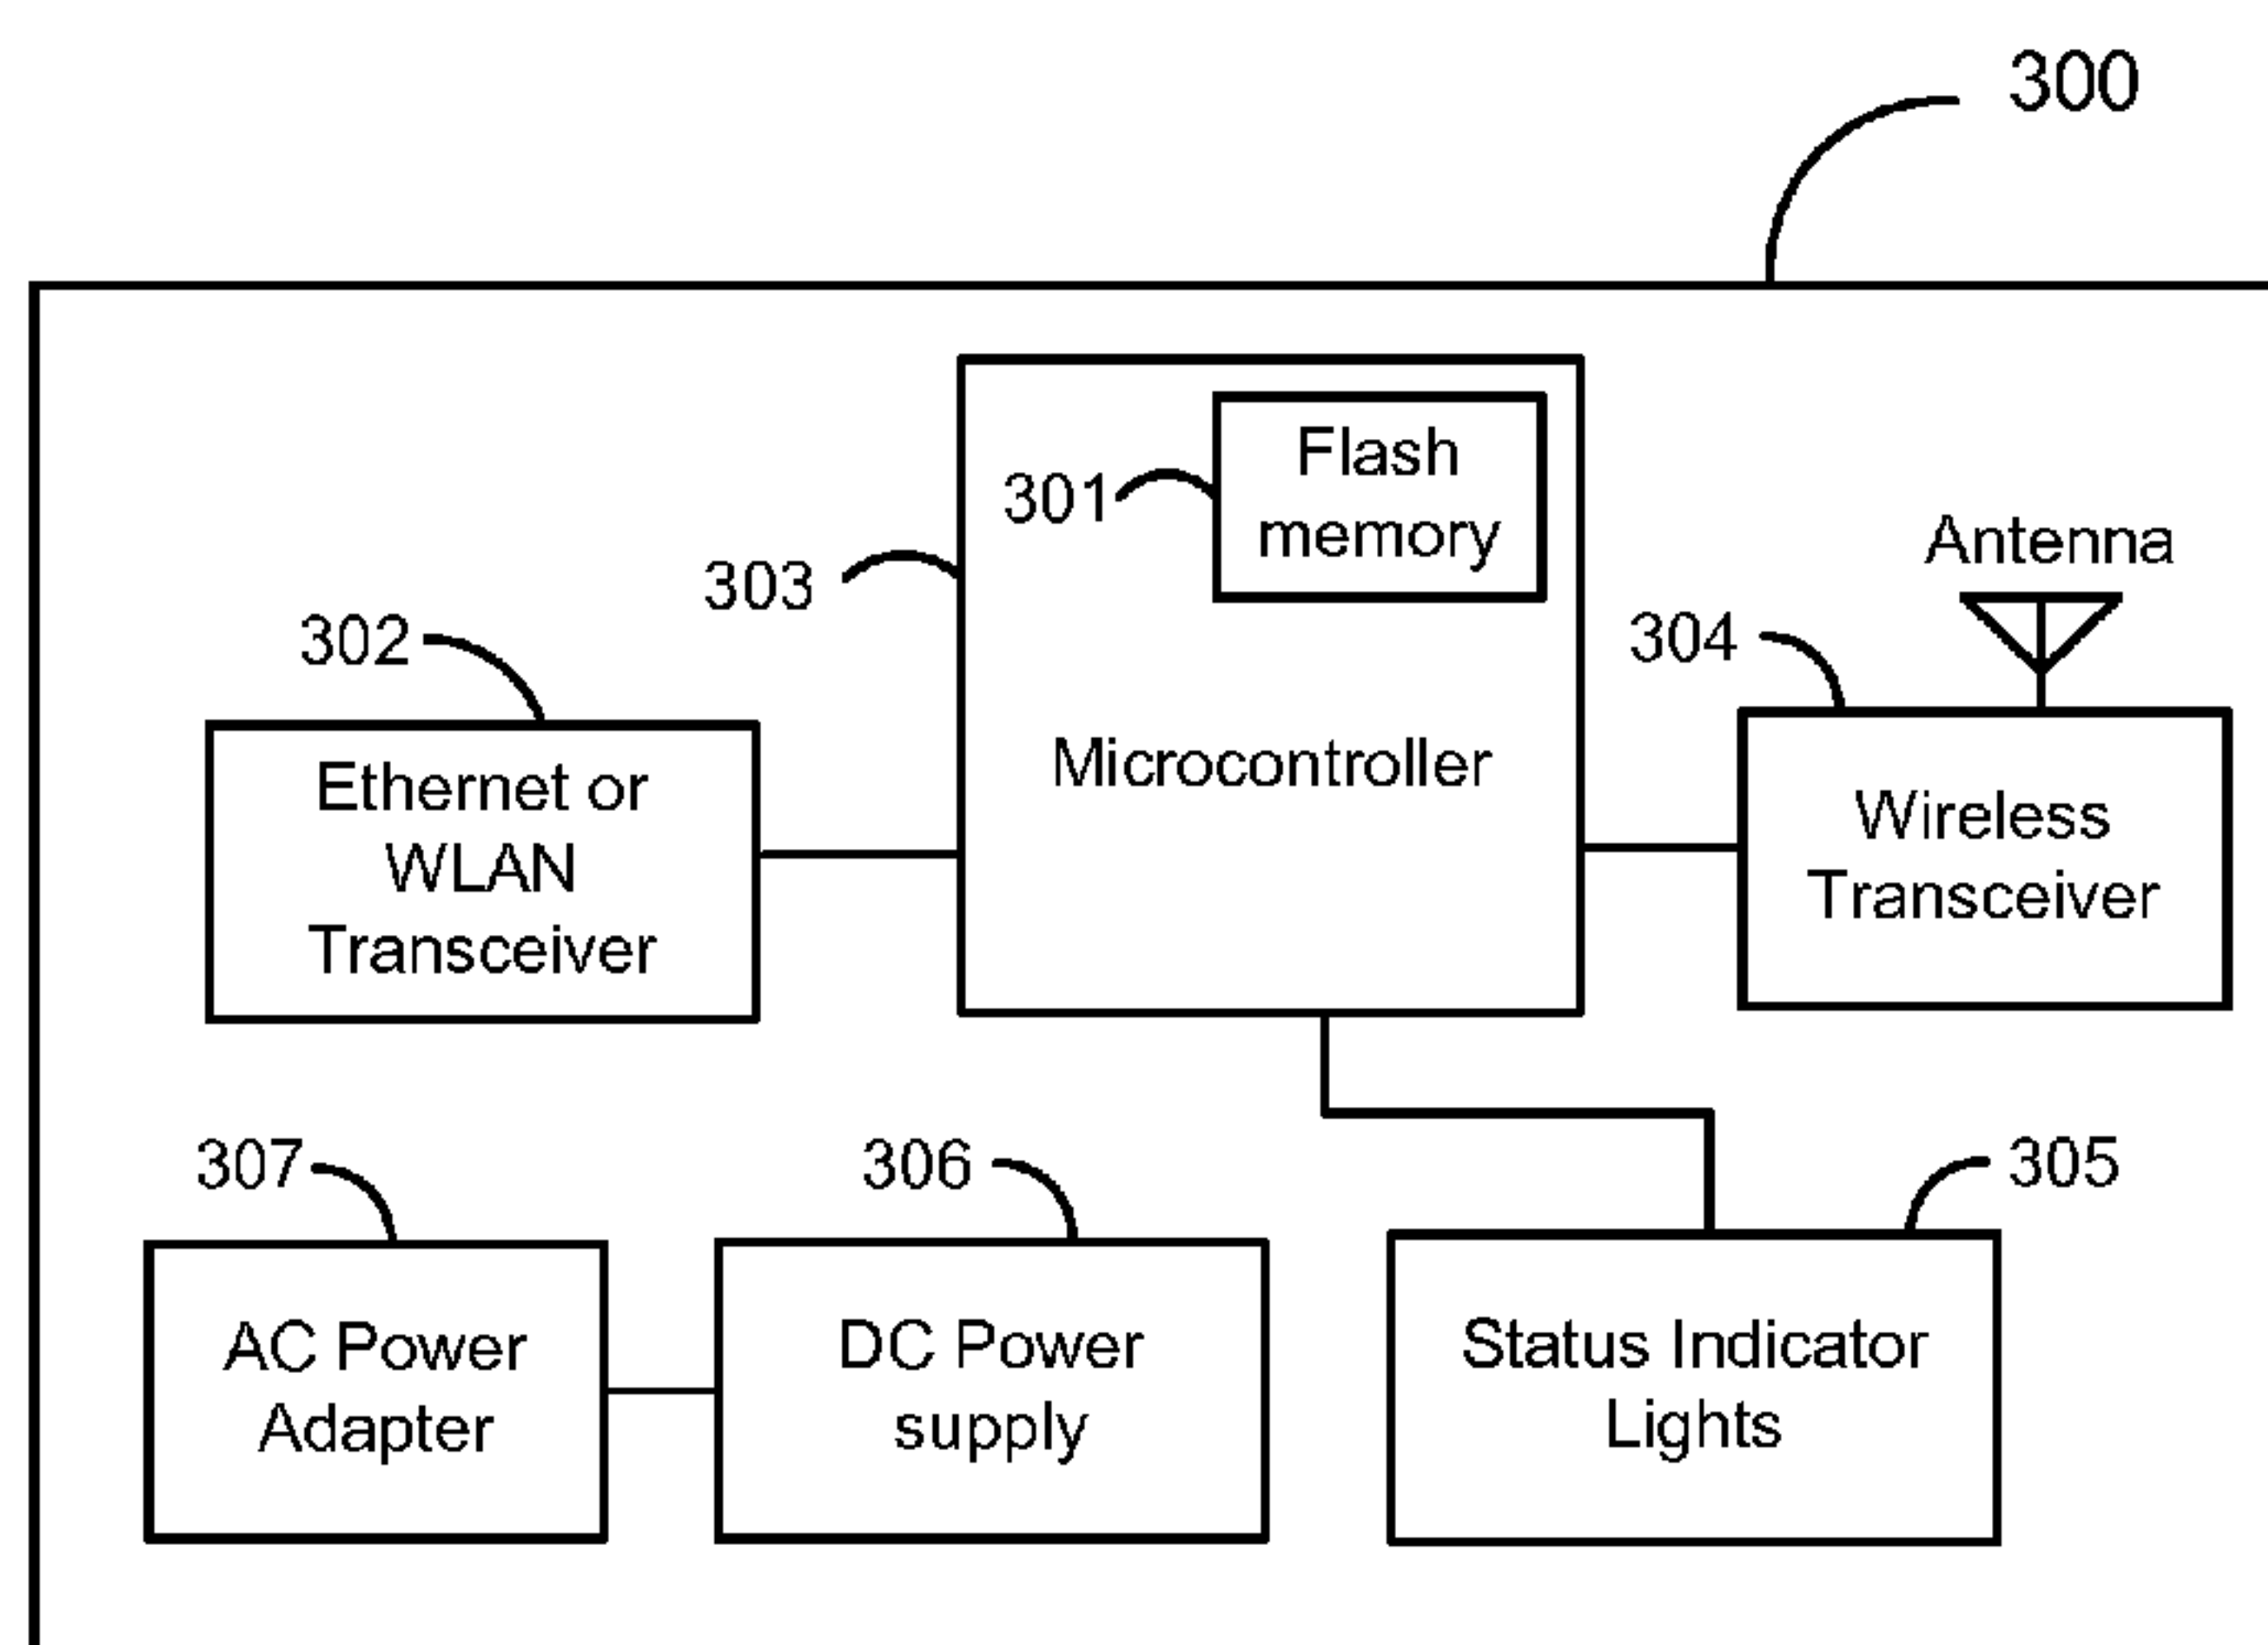 300
301
Flash
memory
303
Antenna
302
304
Ethernet or
WLAN
Transceiver
Microcontroller
Wireless
Transceiver
307
306
305
AC Power
Adapter
DC Power
supply
Status Indicator
Lights